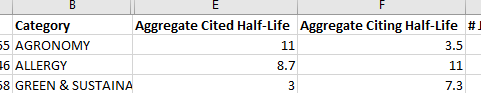 B E F
Category Aggregate Cited Half-Life Aggregate Citing Half-Life # J
55 AGRONOMY 11 3.5
46 ALLERGY 8.7 11
58 GREEN & SUSTAINA 3 7.3